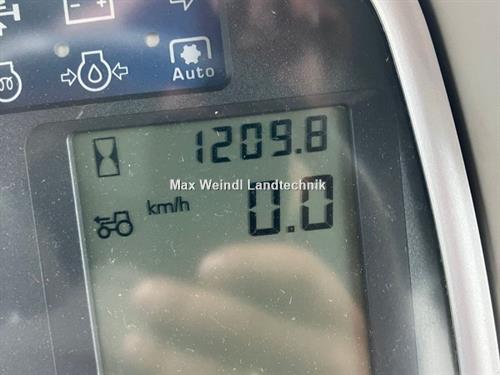 Auto
1209.8
Max Weindl Landtechnik
km/h 0.0